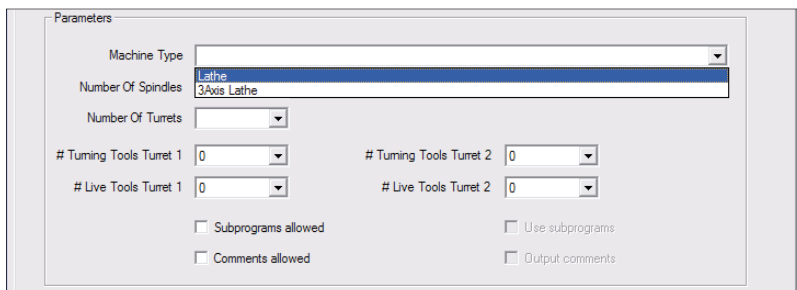 Parameters
Machine Type
Lathe
Number Of Spindles
3Axis Lathe
Number Of Turrets
# Turning Tools Turret 1 0 # Turning Tools Turret 2 0
# Live Tools Turret 1 0 # Live Tools Turret 2 0
Subprograms allowed Use subprograms
Comments allowed Output comments